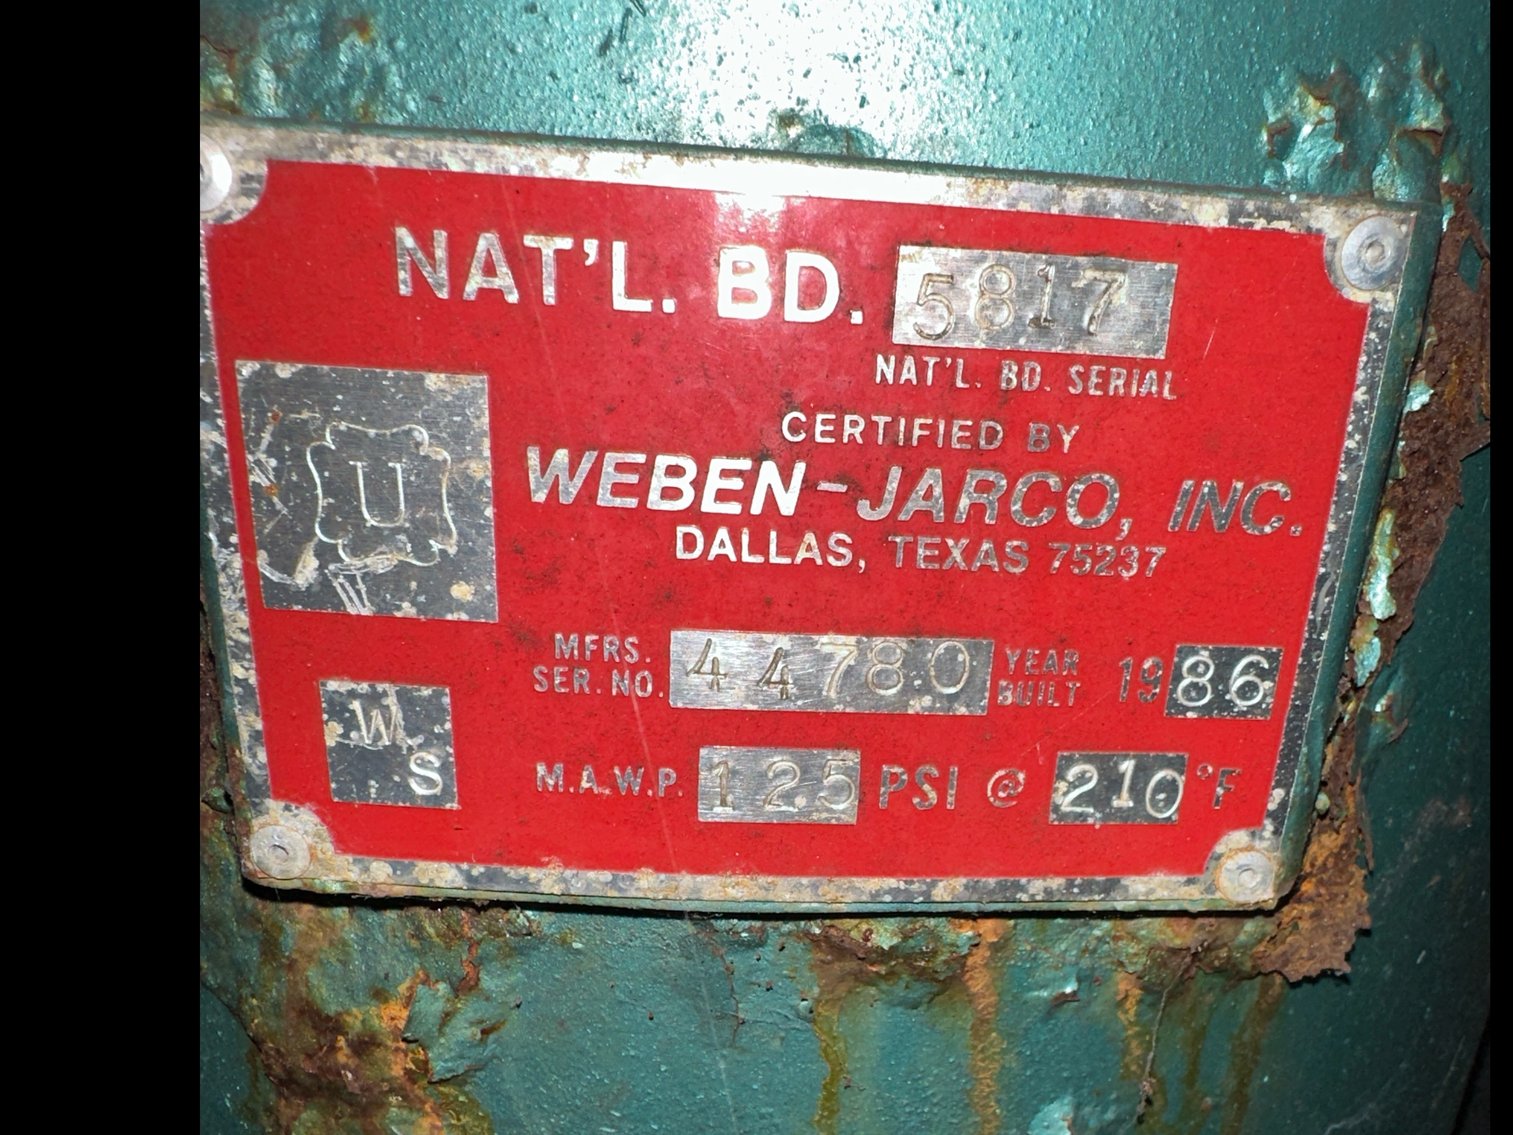 NAT'L. BD. 5817
NAT'L. BD. SERIAL
CERTIFIED BY
WEBEN-JARCO, INC.
DALLAS, TEXAS 75237
U
W
S
MFRS. SER. NO. 44780 YEAR BUILT 1986
M.A.W.P. 125 PSI @ 210 °F